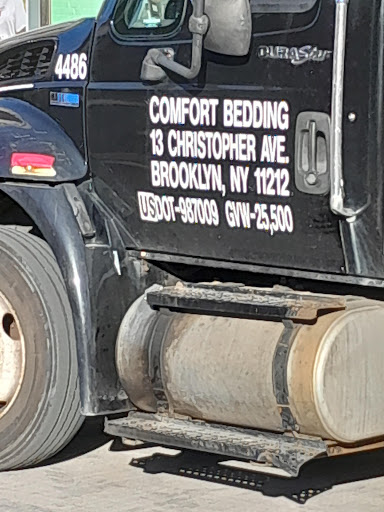 4486
DURASTAR
COMFORT BEDDING
13 CHRISTOPHER AVE.
BROOKLYN, NY 11212
USDOT-987009 GVW-25,500